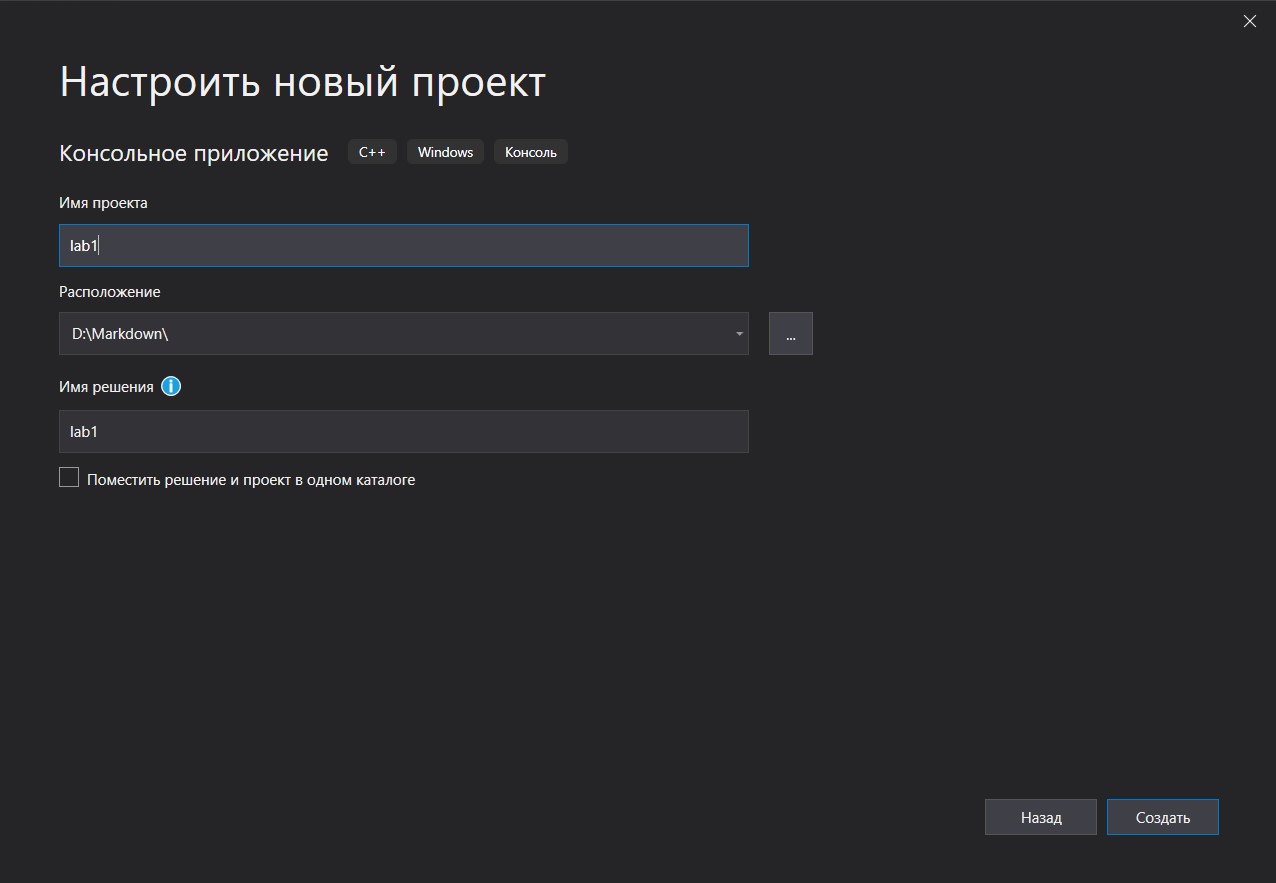 Настроить новый проект
Консольное приложение C++ Windows Консоль
Имя проекта
lab1
Расположение
D:\Markdown\
...
Имя решения
lab1
Поместить решение и проект в одном каталоге
Назад Создать